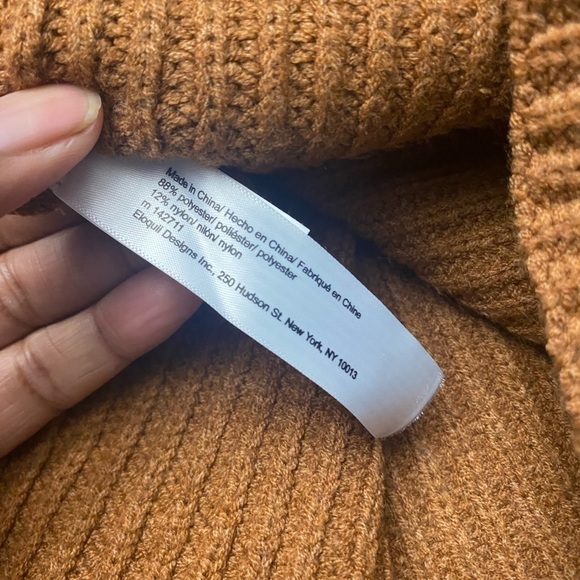 Made in China/ Hecho en China/ Fabriqué en Chine
88% polyester/ poliéster/ polyester
12% nylon/ nilón/ nylon
m 142711
Eloquii Designs Inc., 250 Hudson St. New York, NY 10013